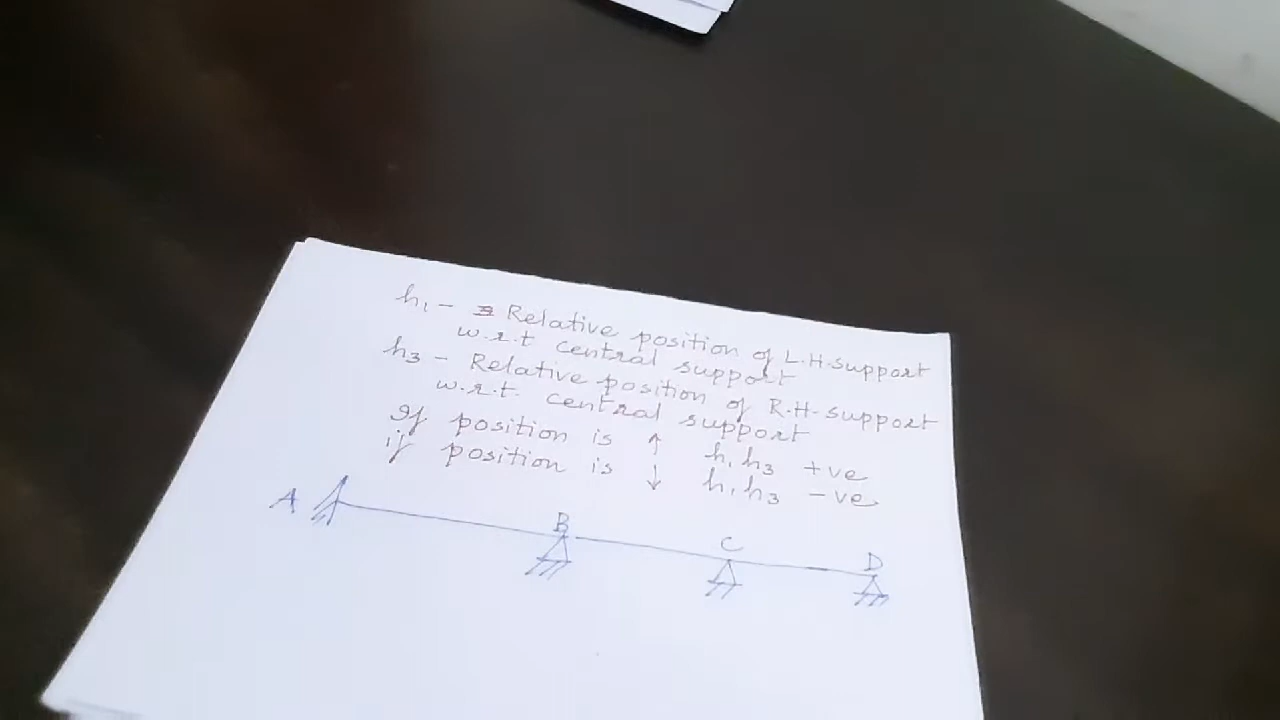 h1 - Relative position of L.H. Support
w.r.t central support
h3 - Relative position of R.H. Support
w.r.t. central support
If position is ↑ h1 h3 +ve
if position is ↓ h1 h3 -ve
A B C D